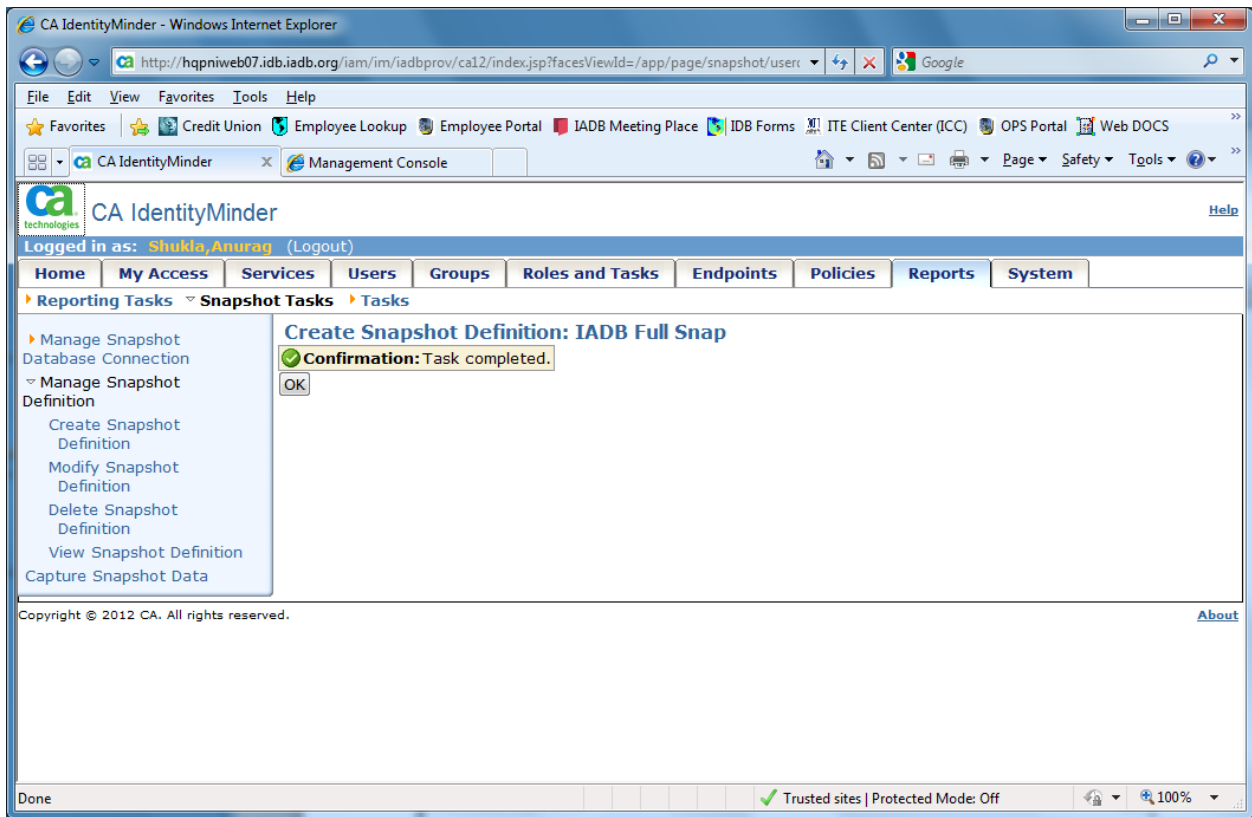 CA IdentityMinder - Windows Internet Explorer
http://hqpniweb07.idb.iadb.org/iam/im/iadbprov/ca12/index.jsp?facesViewId=/app/page/snapshot/userc
Google
File Edit View Favorites Tools Help
Favorites Credit Union Employee Lookup Employee Portal IADB Meeting Place IDB Forms ITE Client Center (ICC) OPS Portal Web DOCS
CA IdentityMinder Management Console Page Safety Tools
ca technologies CA IdentityMinder Help
Logged in as: Shukla,Anurag (Logout)
Home My Access Services Users Groups Roles and Tasks Endpoints Policies Reports System
Reporting Tasks Snapshot Tasks Tasks
Manage Snapshot
Database Connection
Manage Snapshot
Definition
Create Snapshot
Definition
Modify Snapshot
Definition
Delete Snapshot
Definition
View Snapshot Definition
Capture Snapshot Data
Create Snapshot Definition: IADB Full Snap
Confirmation: Task completed.
OK
Copyright © 2012 CA. All rights reserved. About
Done Trusted sites | Protected Mode: Off 100%